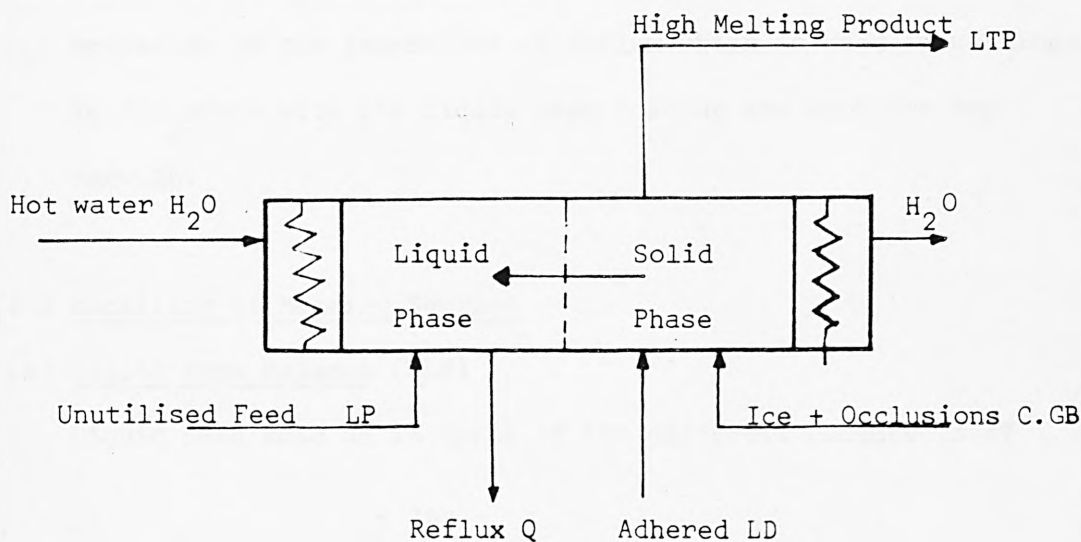 High Melting Product
LTP
Hot water H₂O
H₂O
Liquid
Phase
Solid
Phase
Unutilised Feed LP
Ice + Occlusions C.GB
Reflux Q
Adhered LD